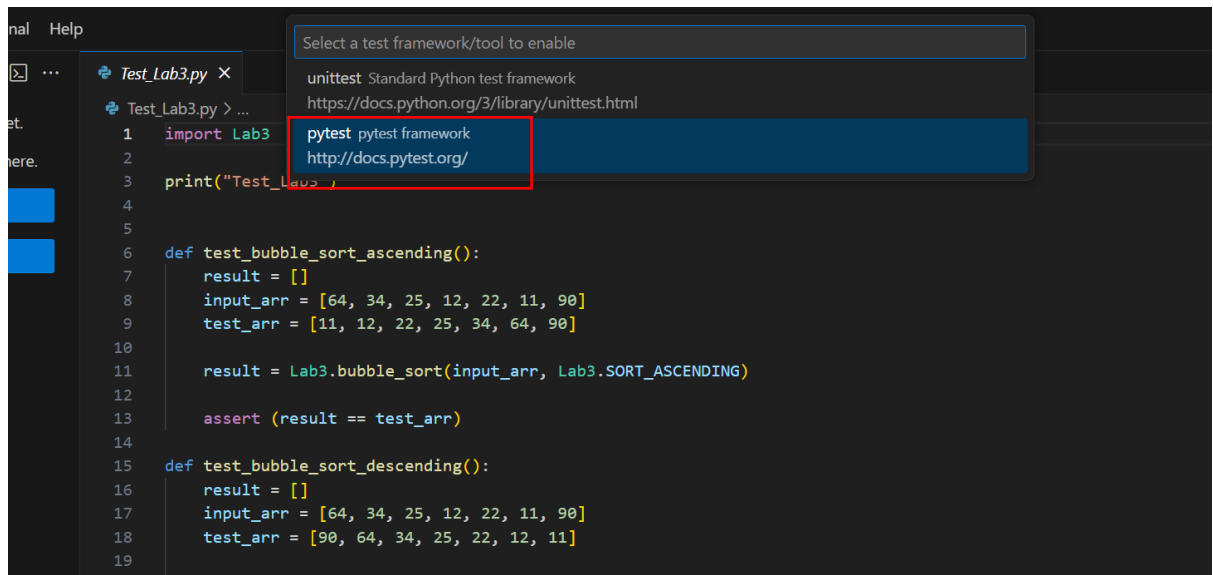 nal Help
Select a test framework/tool to enable
unittest Standard Python test framework
https://docs.python.org/3/library/unittest.html
pytest pytest framework
http://docs.pytest.org/
Test_Lab3.py
Test_Lab3.py > ...
et.
here.
1 import Lab3
2
3 print("Test_Lab3")
4
5
6 def test_bubble_sort_ascending():
7 result = []
8 input_arr = [64, 34, 25, 12, 22, 11, 90]
9 test_arr = [11, 12, 22, 25, 34, 64, 90]
10
11 result = Lab3.bubble_sort(input_arr, Lab3.SORT_ASCENDING)
12
13 assert (result == test_arr)
14
15 def test_bubble_sort_descending():
16 result = []
17 input_arr = [64, 34, 25, 12, 22, 11, 90]
18 test_arr = [90, 64, 34, 25, 22, 12, 11]
19